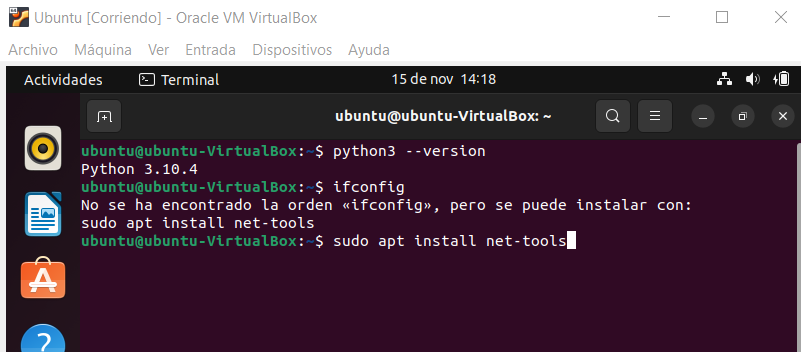 Ubuntu [Corriendo] - Oracle VM VirtualBox
Archivo Máquina Ver Entrada Dispositivos Ayuda
Actividades Terminal 15 de nov 14:18
ubuntu@ubuntu-VirtualBox: ~
ubuntu@ubuntu-VirtualBox:~$ python3 --version
Python 3.10.4
ubuntu@ubuntu-VirtualBox:~$ ifconfig
No se ha encontrado la orden «ifconfig», pero se puede instalar con:
sudo apt install net-tools
ubuntu@ubuntu-VirtualBox:~$ sudo apt install net-tools